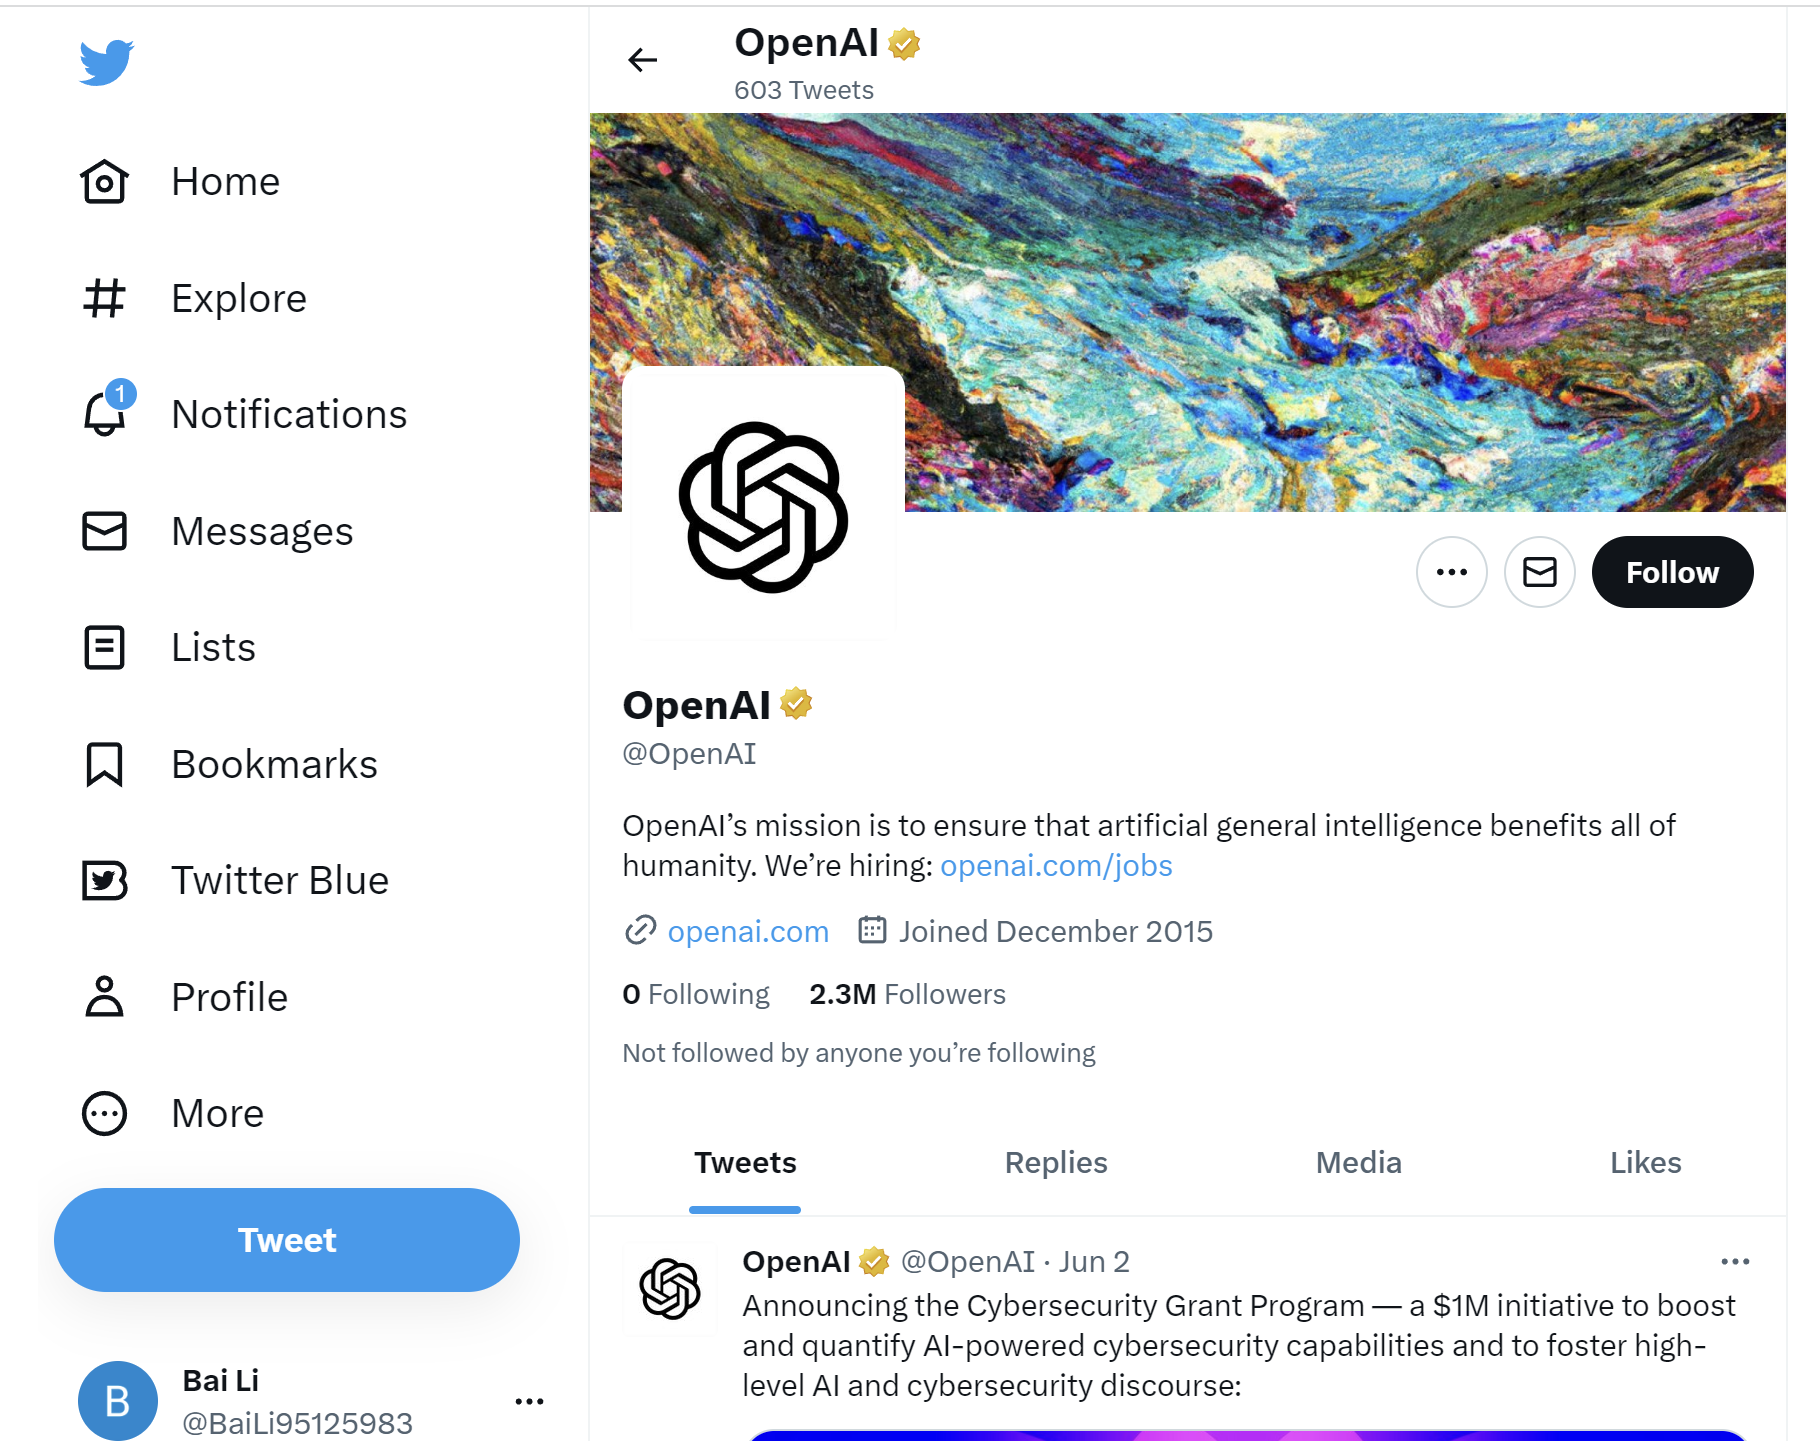 OpenAI
603 Tweets
Home
Explore
1
Notifications
Messages
Lists
Bookmarks
Twitter Blue
Profile
More
Tweet
B
Bai Li
@BaiLi95125983
Follow
OpenAI
@OpenAI
OpenAI’s mission is to ensure that artificial general intelligence benefits all of
humanity. We’re hiring: openai.com/jobs
openai.com Joined December 2015
0 Following 2.3M Followers
Not followed by anyone you’re following
Tweets Replies Media Likes
OpenAI @OpenAI · Jun 2
Announcing the Cybersecurity Grant Program — a $1M initiative to boost
and quantify AI-powered cybersecurity capabilities and to foster high-
level AI and cybersecurity discourse: